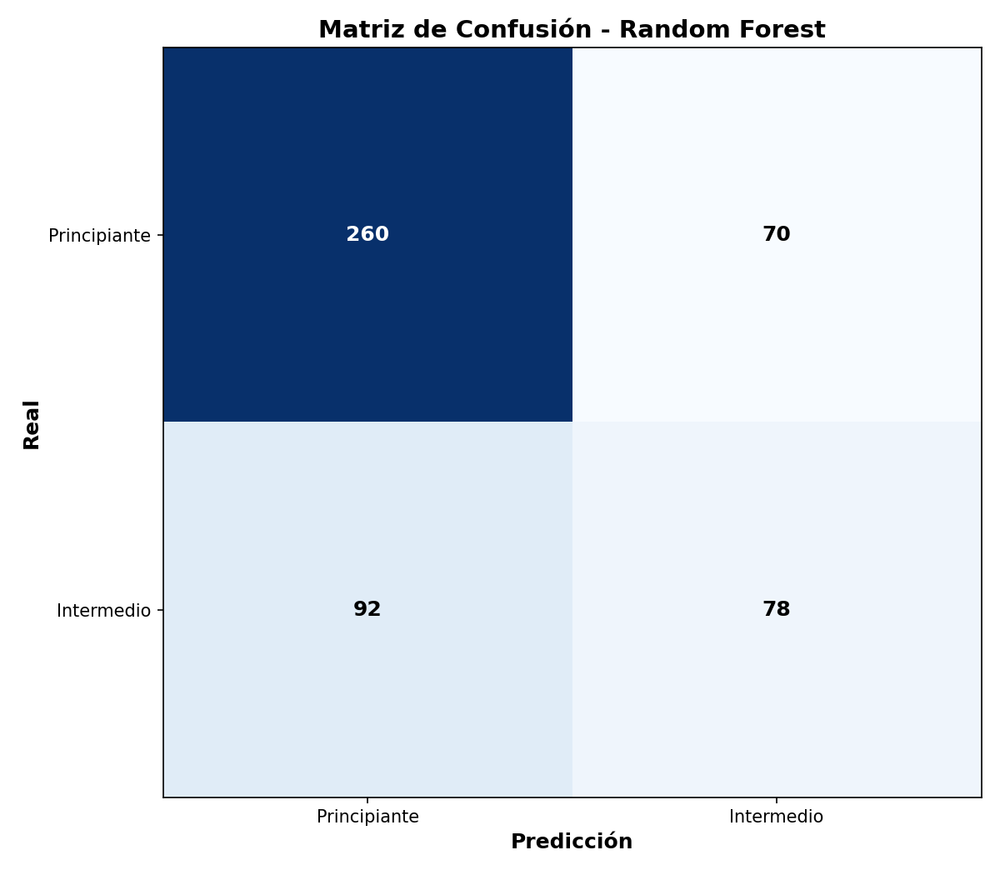 Matriz de Confusión - Random Forest
Principiante
260
70
Real
Intermedio
92
78
Principiante
Intermedio
Predicción